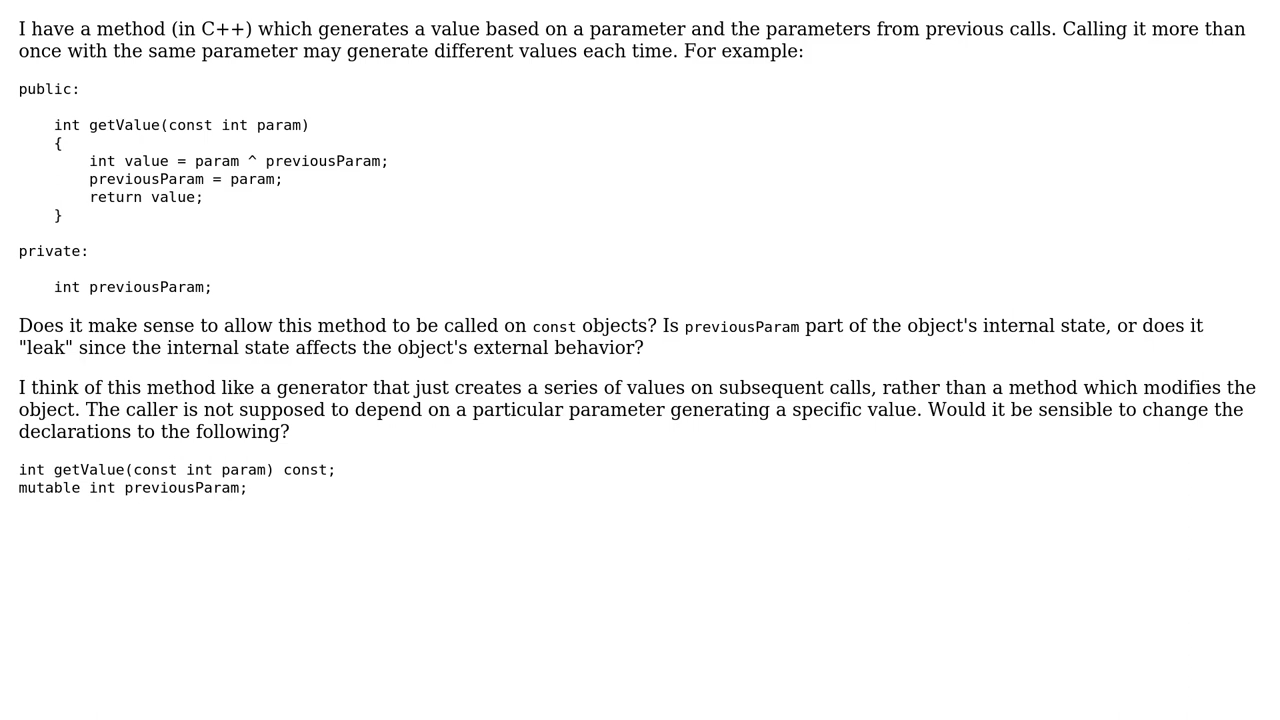 I have a method (in C++) which generates a value based on a parameter and the parameters from previous calls. Calling it more than
once with the same parameter may generate different values each time. For example:
public:
    int getValue(const int param)
    {
        int value = param ^ previousParam;
        previousParam = param;
        return value;
    }
private:
    int previousParam;
Does it make sense to allow this method to be called on const objects? Is previousParam part of the object's internal state, or does it
"leak" since the internal state affects the object's external behavior?
I think of this method like a generator that just creates a series of values on subsequent calls, rather than a method which modifies the
object. The caller is not supposed to depend on a particular parameter generating a specific value. Would it be sensible to change the
declarations to the following?
int getValue(const int param) const;
mutable int previousParam;